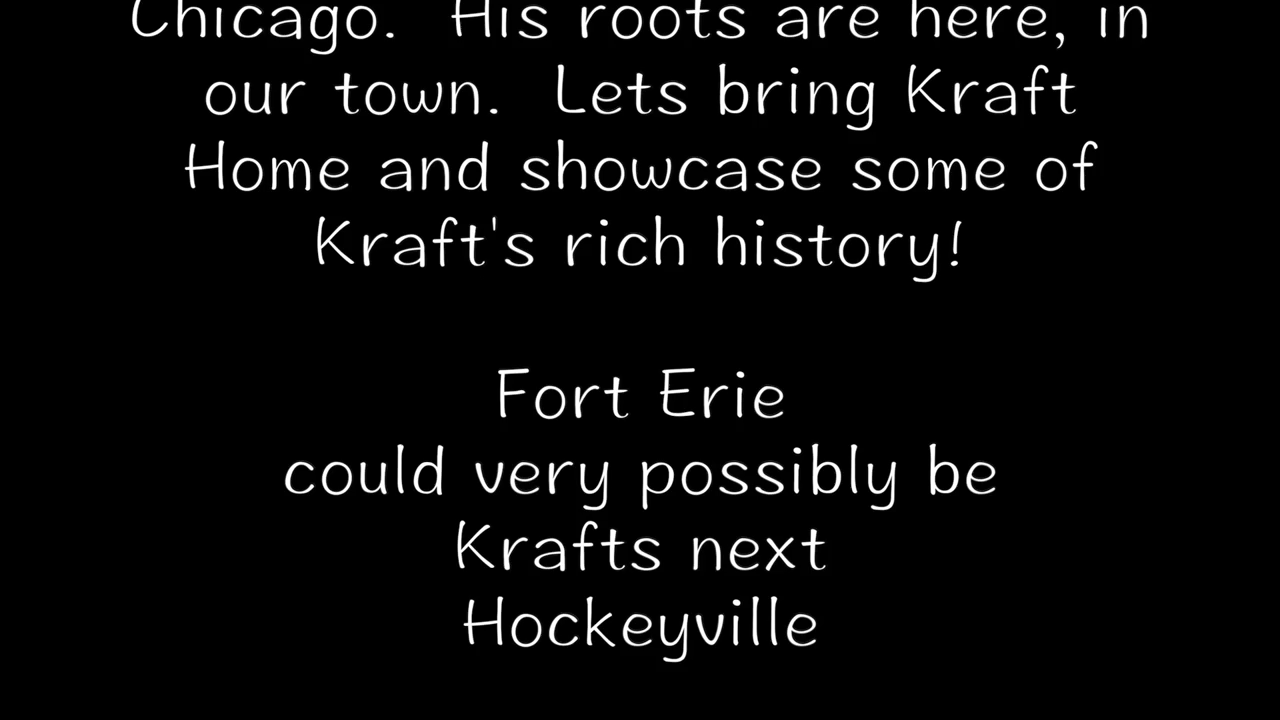 Chicago. His roots are here, in
our town. Lets bring Kraft
Home and showcase some of
Kraft's rich history!
Fort Erie
could very possibly be
Krafts next
Hockeyville